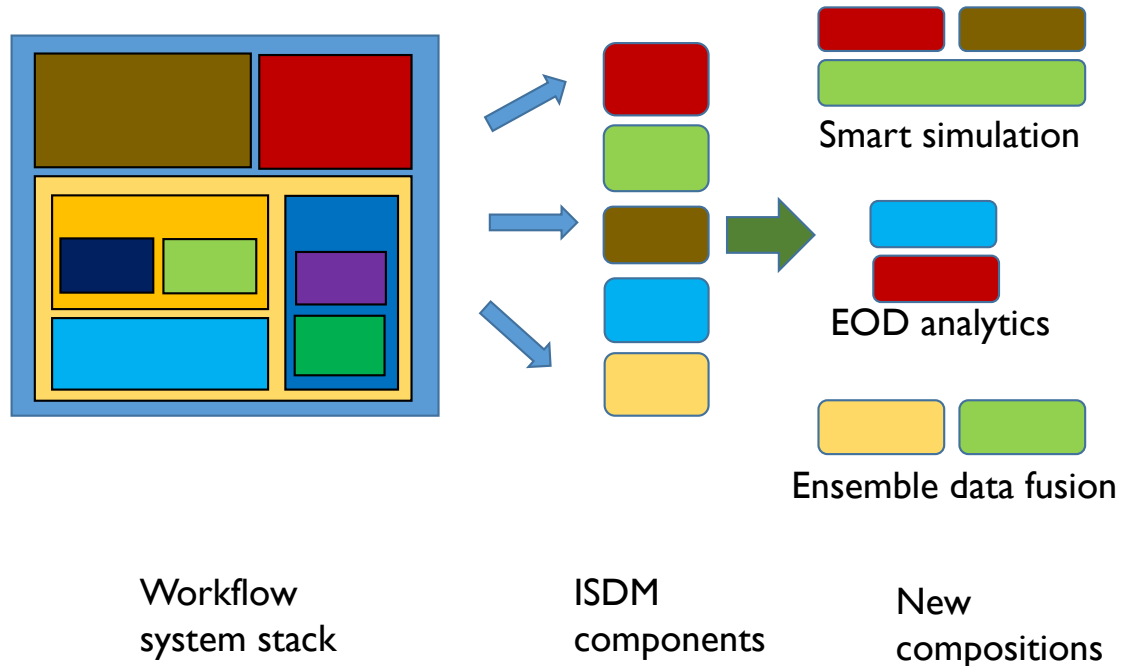 Smart simulation
EOD analytics
Ensemble data fusion
Workflow
system stack
ISDM
components
New
compositions